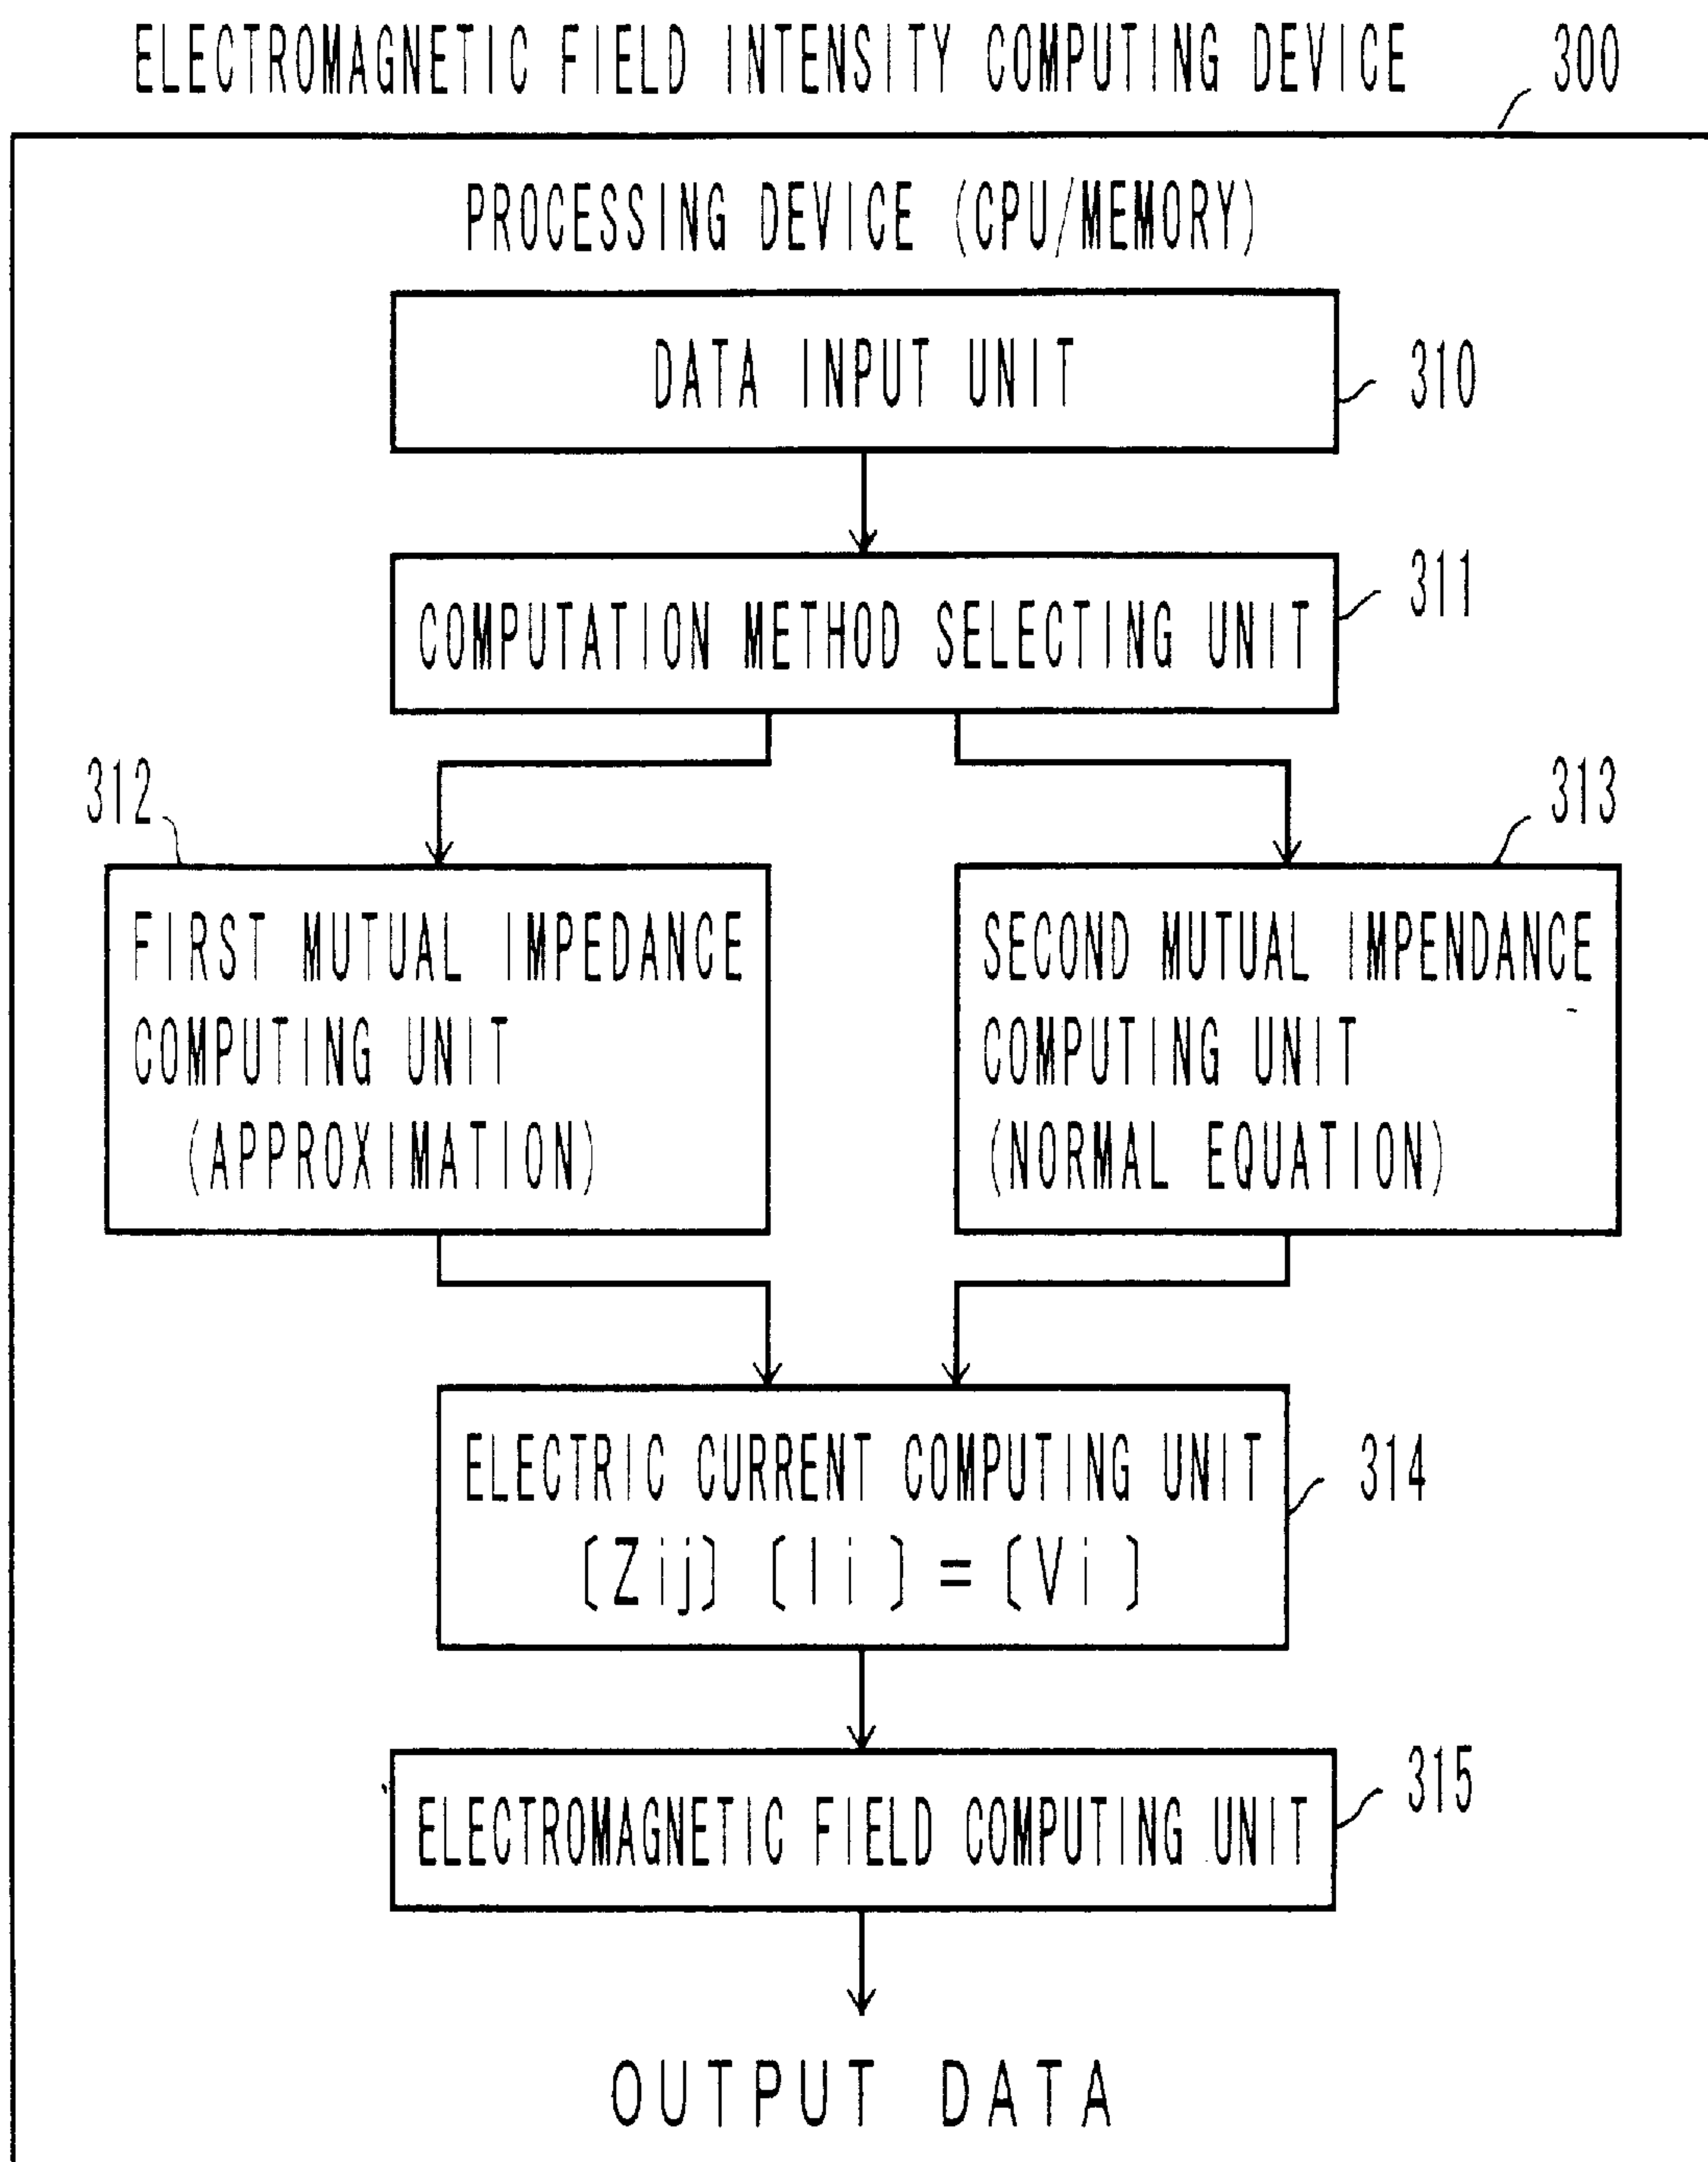 ELECTROMAGNETIC FIELD INTENSITY COMPUTING DEVICE 300
PROCESSING DEVICE (CPU/MEMORY)
DATA INPUT UNIT
310
COMPUTATION METHOD SELECTING UNIT
311
312
313
FIRST MUTUAL IMPEDANCE
COMPUTING UNIT
(APPROXIMATION)
SECOND MUTUAL IMPENDANCE
COMPUTING UNIT
(NORMAL EQUATION)
ELECTRIC CURRENT COMPUTING UNIT
[Zij] [Ii] = [Vi]
314
ELECTROMAGNETIC FIELD COMPUTING UNIT
315
OUTPUT DATA